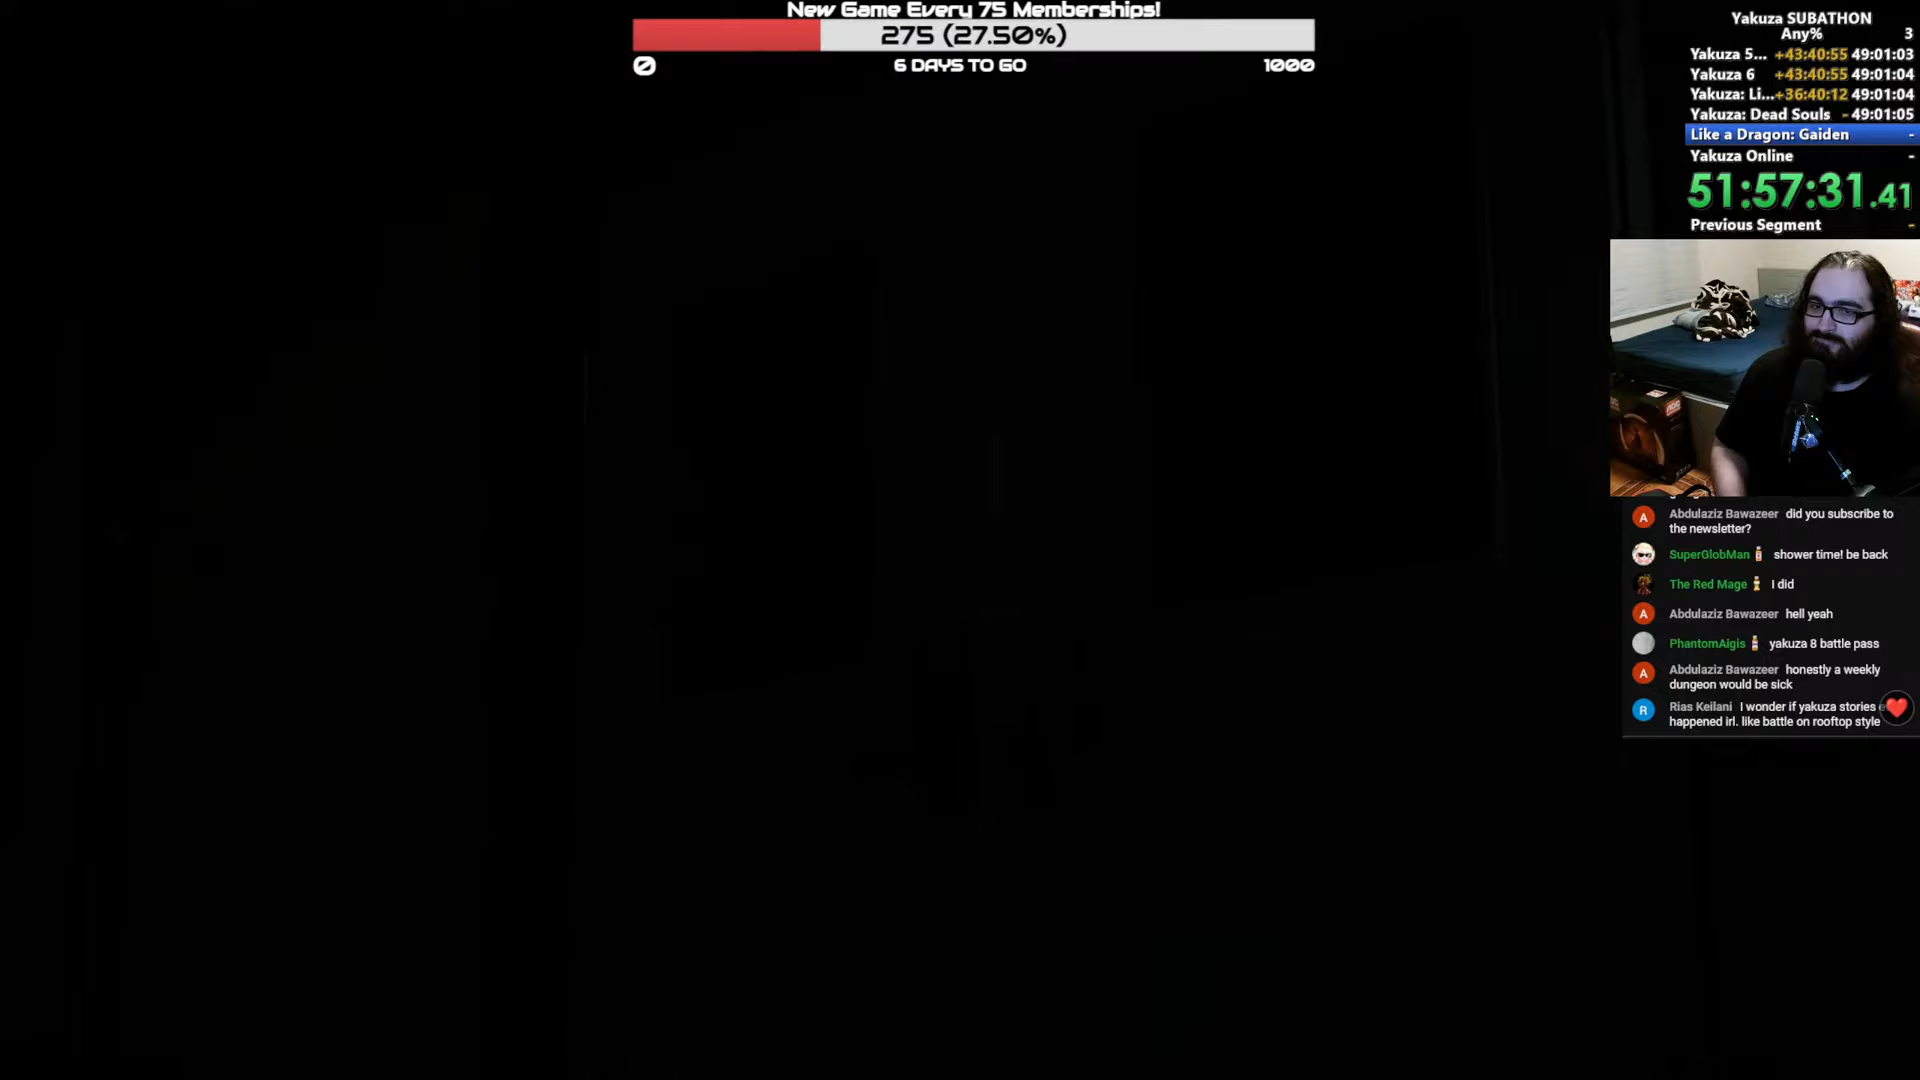 New Game Every 75 Memberships!
275 (27.50%)
0 6 DAYS TO GO 1000
Yakuza SUBATHON
Any% 3
Yakuza 5... +43:40:55 49:01:03
Yakuza 6 +43:40:55 49:01:04
Yakuza: Li...+36:40:12 49:01:04
Yakuza: Dead Souls - 49:01:05
Like a Dragon: Gaiden -
Yakuza Online -
51:57:31.41
Previous Segment -
A Abdulaziz Bawazeer did you subscribe to
the newsletter?
SuperGlobMan shower time! be back
The Red Mage I did
A Abdulaziz Bawazeer hell yeah
PhantomAlgis yakuza 8 battle pass
A Abdulaziz Bawazeer honestly a weekly
dungeon would be sick
R Rias Keilani I wonder if yakuza stories
happened irl. like battle on rooftop style